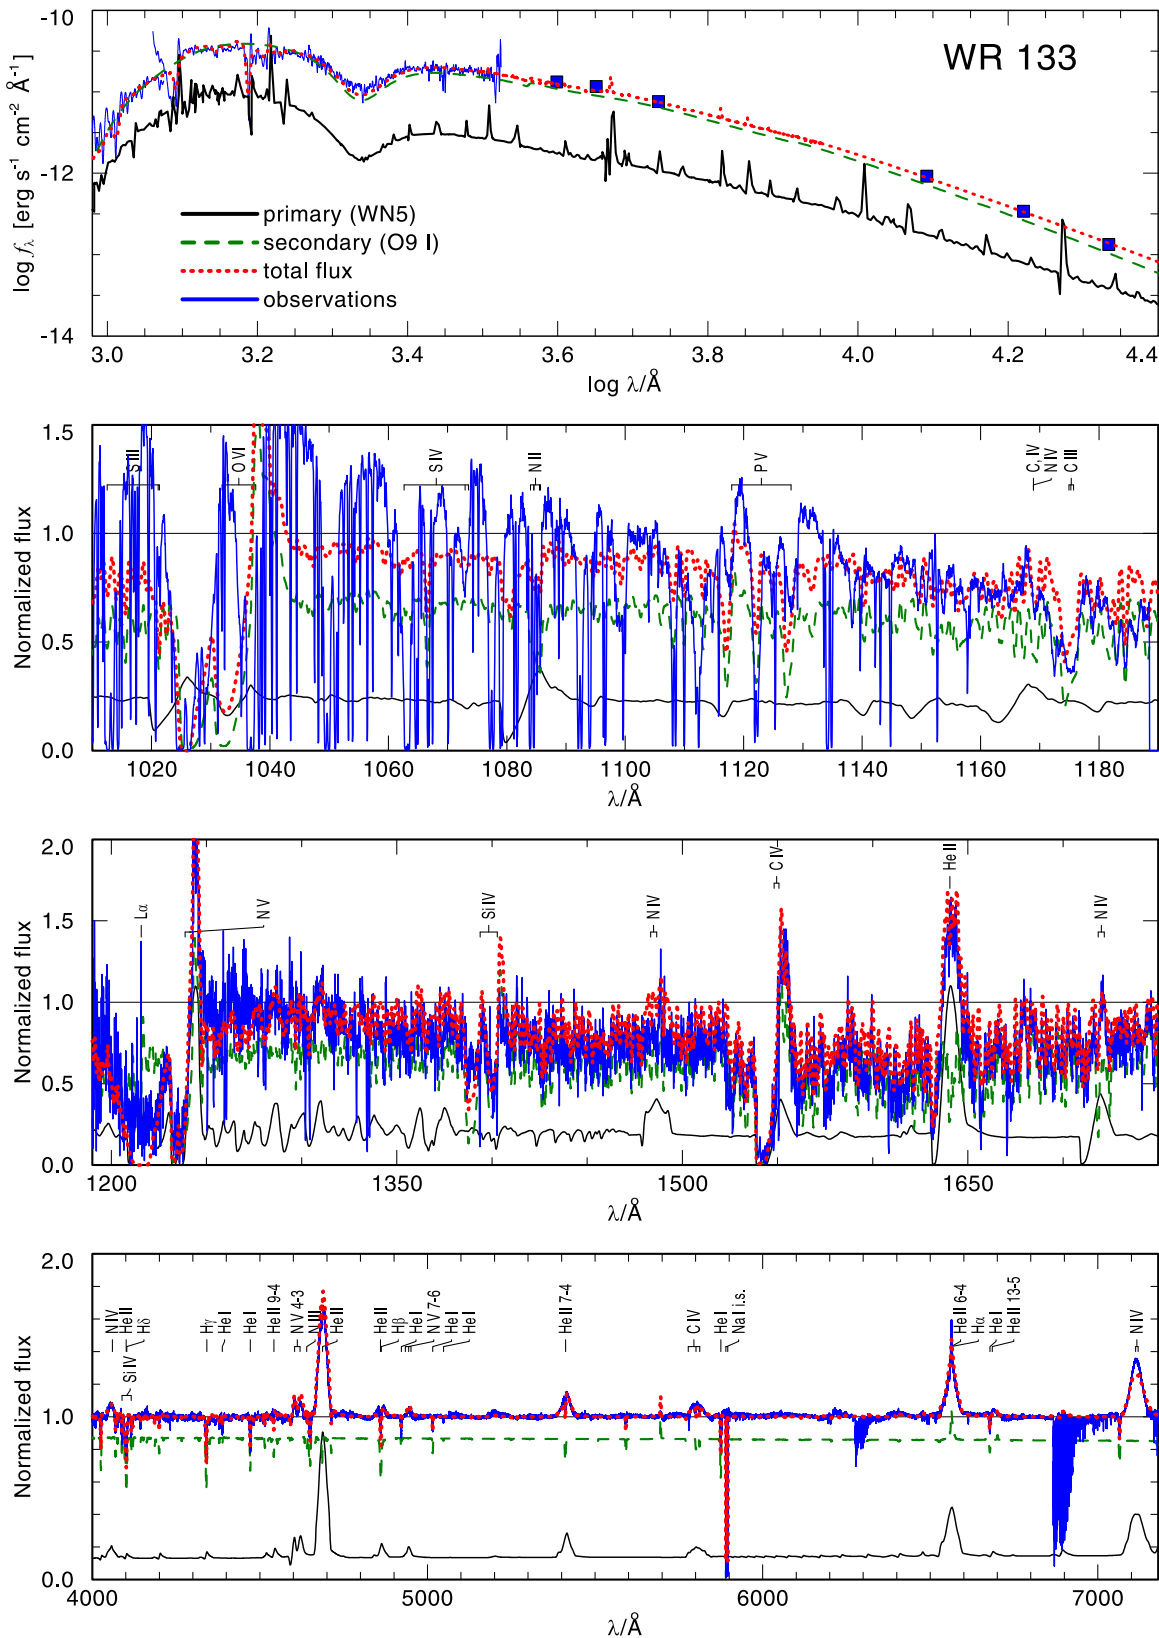 WR 133
-10
-12
-14
log fλ [erg s⁻¹ cm⁻² Å⁻¹]
primary (WN5)
secondary (O9 I)
total flux
observations
3.0 3.2 3.4 3.6 3.8 4.0 4.2 4.4
log λ/Å
1.5
1.0
0.5
0.0
Normalized flux
S III
O VI
S IV
N II
P V
C, IV
N IV
C III
1020 1040 1060 1080 1100 1120 1140 1160 1180
λ/Å
2.0
1.5
1.0
0.5
0.0
Normalized flux
Lα
N V
Si IV
N IV
C IV
He II
N IV
1200 1350 1500 1650
λ/Å
2.0
1.0
0.0
Normalized flux
N IV
He II
Hδ
Si IV
Hγ
He I
He I
He II 9-4
N V 4-3
N III
He II
He II
Hβ
He I
N V 7-6
He I
He I
He II 7-4
C IV
He I
Na I i.s.
He II 6-4
Hα
He I
He II 13-5
N IV
4000 5000 6000 7000
λ/Å